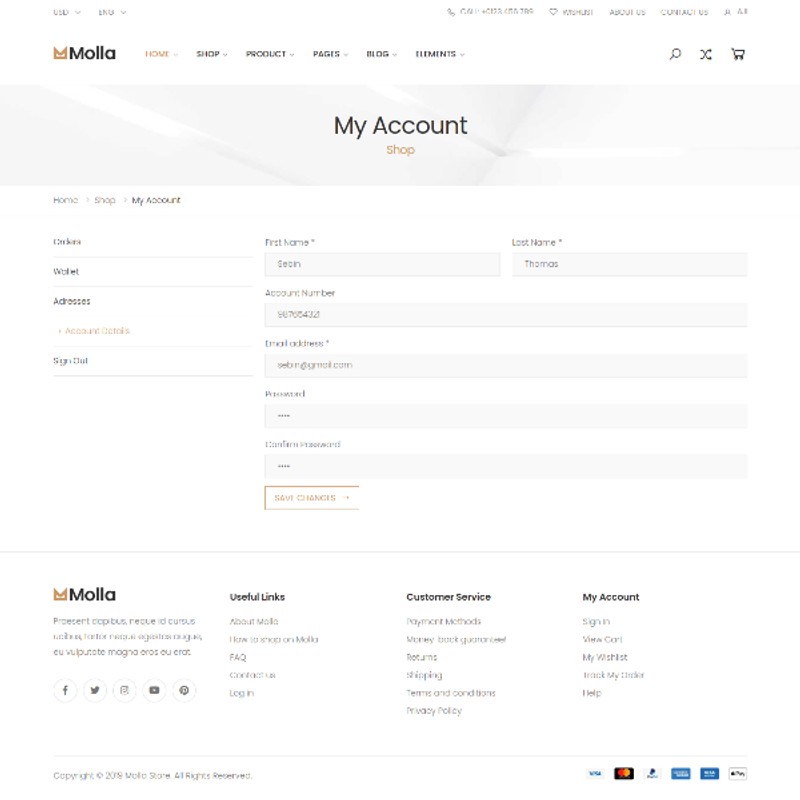 USD ENG CALL: +0123 456 789 WISHLIST ABOUT US CONTACT US
Molla HOME SHOP PRODUCT PAGES BLOG ELEMENTS
My Account
Shop
Home > Shop > My Account
Orders
Wallet
Adresses
Account Details
Sign Out
First Name * Last Name *
Sebin Thomas
Account Number
987654321
Email address *
sebin@gmail.com
Password
••••
Confirm Password
••••
SAVE CHANGES →
Molla
Praesent dapibus, neque id cursus
ucibus, tortor neque egestas augue,
eu vulputate magna eros eu erat.
Useful Links
About Molla
How to shop on Molla
FAQ
Contact us
Log in
Customer Service
Payment Methods
Money-back guarantee!
Returns
Shipping
Terms and conditions
Privacy Policy
My Account
Sign In
View Cart
My Wishlist
Track My Order
Help
Copyright © 2019 Molla Store. All Rights Reserved.
VISA Pay